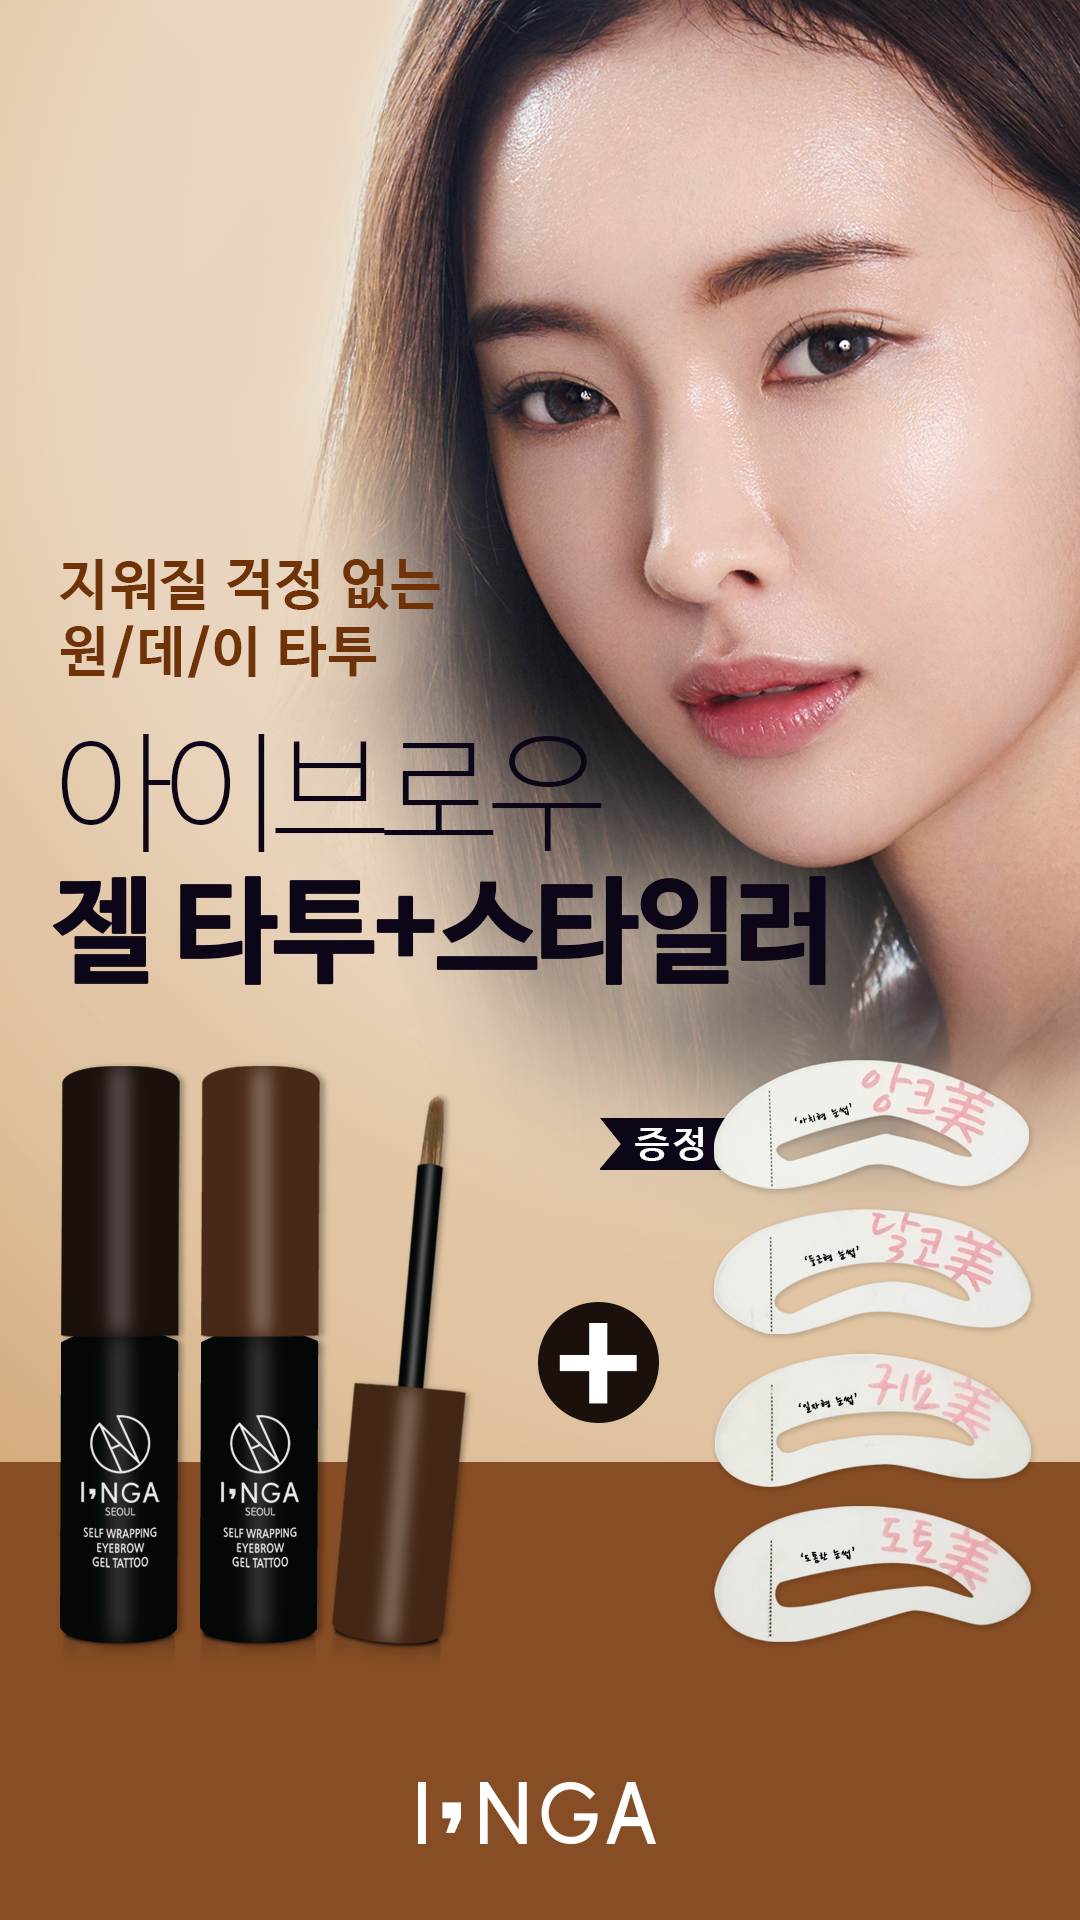 지워질 걱정 없는
원/데/이 타투
아이브로우
젤 타투+스타일러
증정
'아치형 눈썹'
앙크美
'둥근형 눈썹'
달코美
'일자형 눈썹'
귀요美
'도톰한 눈썹'
도토美
I,NGA
SEOUL
SELF WRAPPING
EYEBROW
GEL TATTOO
I,NGA
SEOUL
SELF WRAPPING
EYEBROW
GEL TATTOO
I,NGA